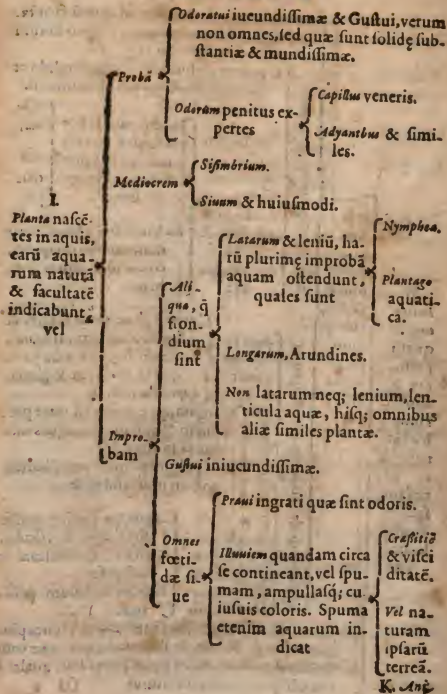 Odoratui iucundissimæ & Gustui, verum
non omnes, sed quæ sunt solidę sub-
stantiæ & mundissimæ.
Probā
Odorum penitus ex-
pertes
Capillus veneris.
Adyanthus & simi-
les.
Mediocrem
Sisimbrium.
Sium & huiusmodi.
I.
Plantæ nascē-
tes in aquis,
earū aqua-
rum naturā
& facultatē
indicabunt,
vel
Impro-
bam
Ali-
quæ, q̄
fron-
dium
sint
Latarum & leniū, ha-
rū plurimę improbā
aquam ostendunt,
quales sunt
Nymphea.
Plantago
aquati-
ca.
Longarum, Arundines.
Non latarum neq; lenium, len-
ticula aquæ, hisq; omnibus
aliæ similes plantæ.
Gustui iniucundissimæ.
Omnes
fœti-
dæ si-
ue
Praui ingrati quæ sint odoris.
Illuuiem quandam circa
se contineant, vel spu-
mam, ampullasq; cu
iusuis coloris. Spuma
etenim aquarum in-
dicat
Crassitiē
& visci
ditatē.
Vel na-
turam
ipsarū
terreā.
K. Anè